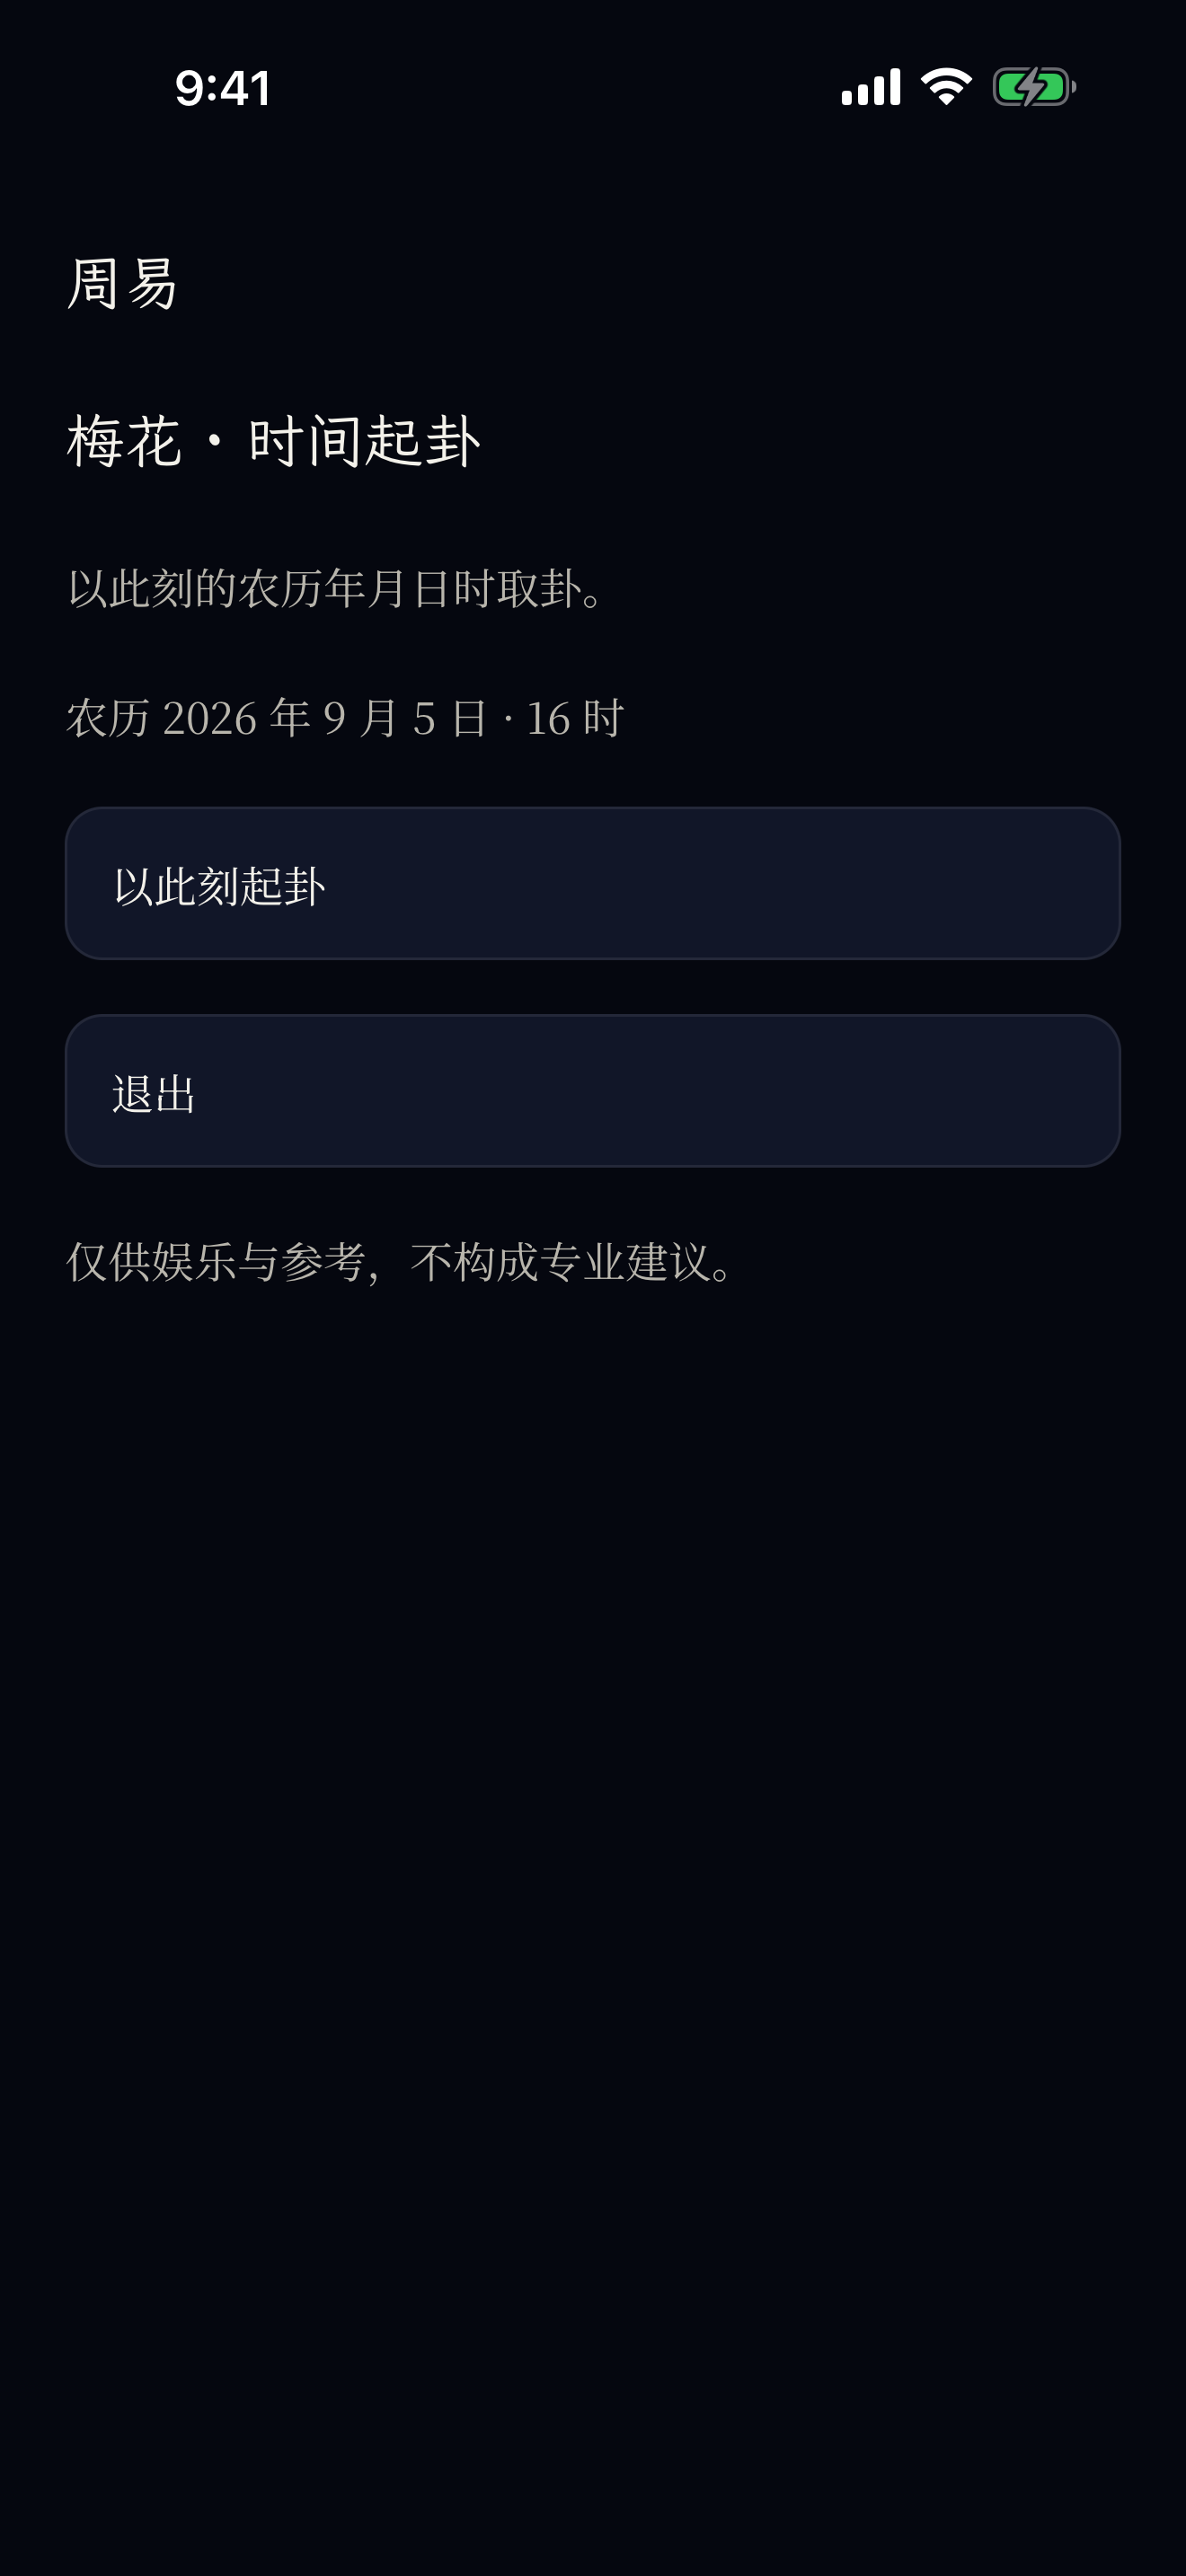 9:41
周易
梅花·时间起卦
以此刻的农历年月日时取卦。
农历 2026 年 9 月 5 日 · 16 时
以此刻起卦
退出
仅供娱乐与参考，不构成专业建议。